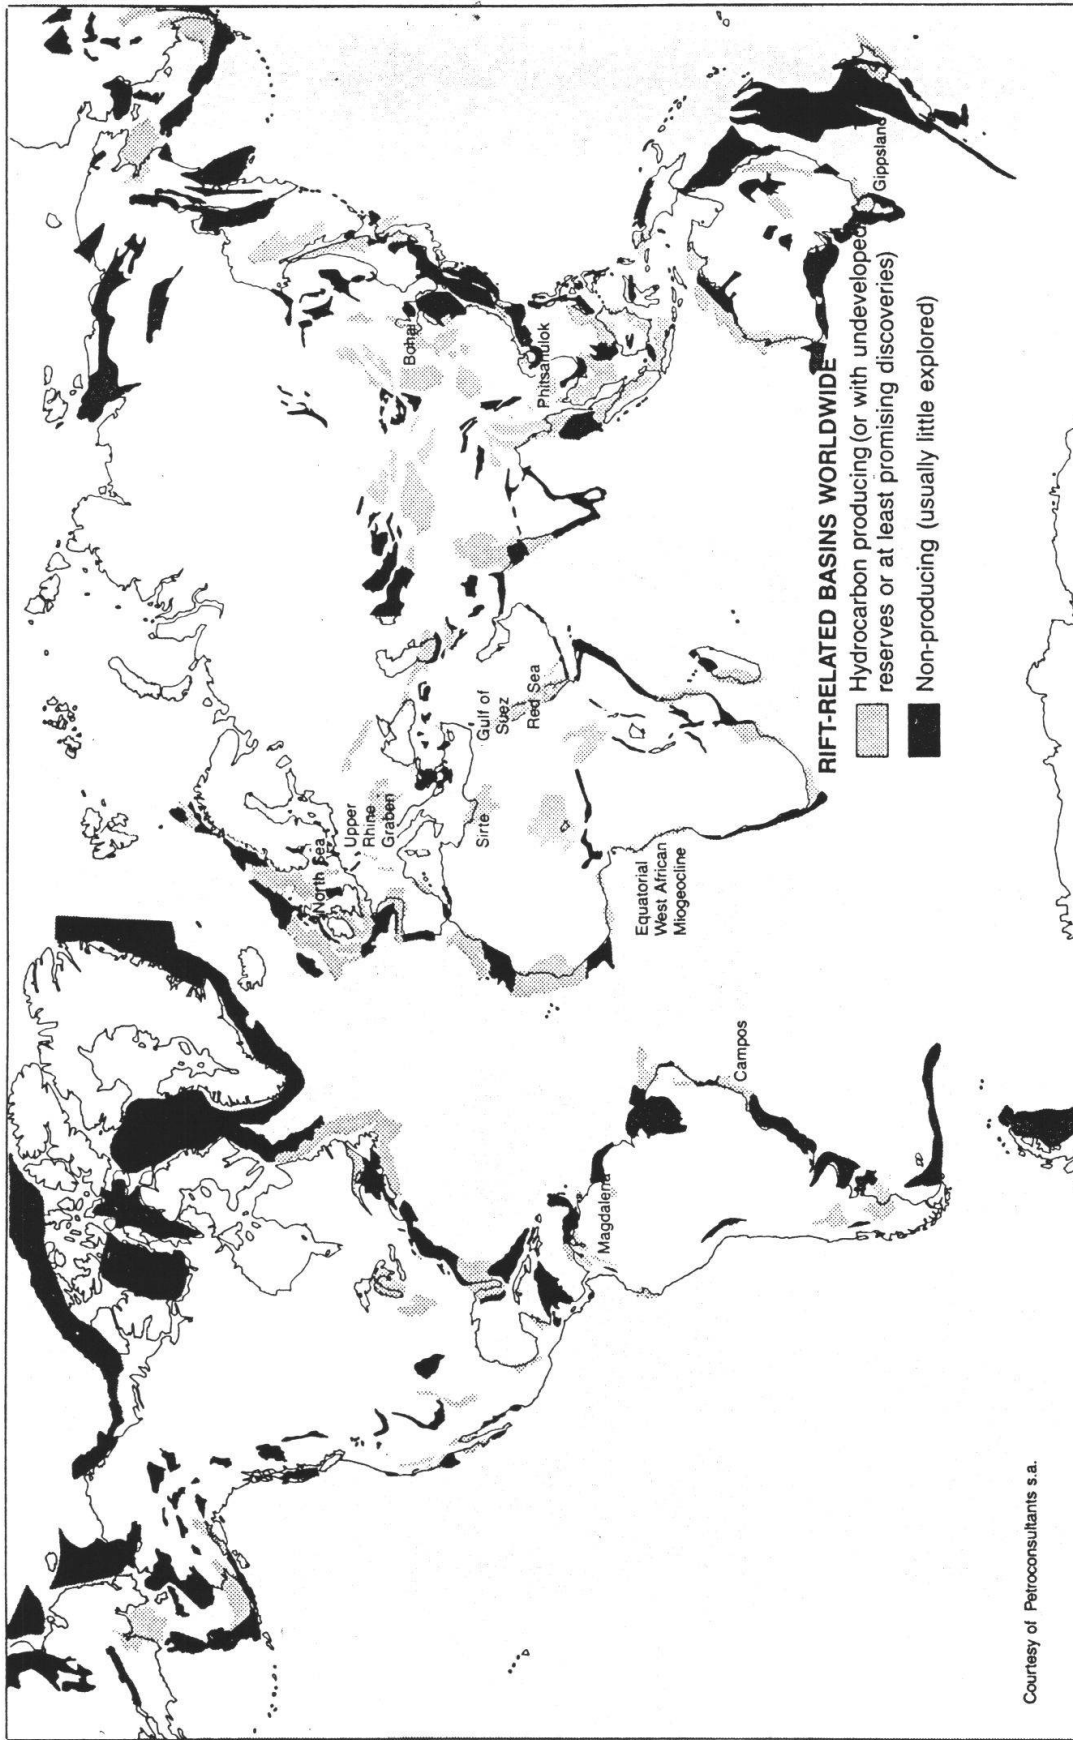 North Sea
Upper
Rhine
Graben
Sirte
Gulf of
Suez
Red Sea
Bohai
Phitsanulok
Gippsland
Equatorial
West African
Miogeocline
Magdalena
Campos
RIFT-RELATED BASINS WORLDWIDE
Hydrocarbon producing (or with undeveloped
reserves or at least promising discoveries)
Non-producing (usually little explored)
Courtesy of Petroconsultants s.a.